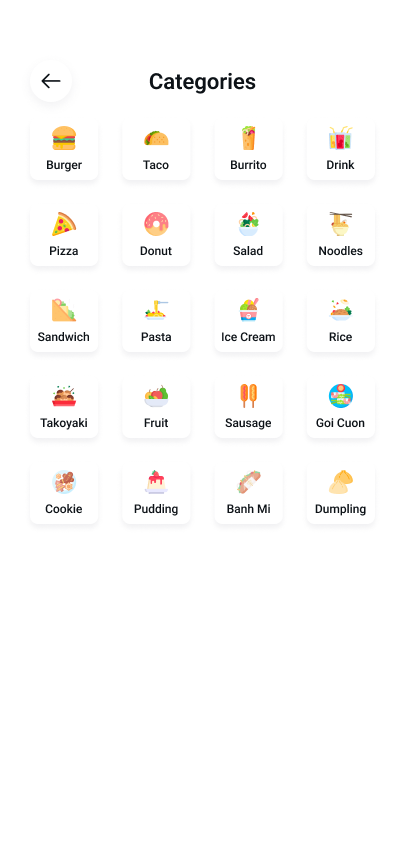 Categories
Burger
Taco
Burrito
Drink
Pizza
Donut
Salad
Noodles
Sandwich
Pasta
Ice Cream
Rice
Takoyaki
Fruit
Sausage
Goi Cuon
Cookie
Pudding
Banh Mi
Dumpling